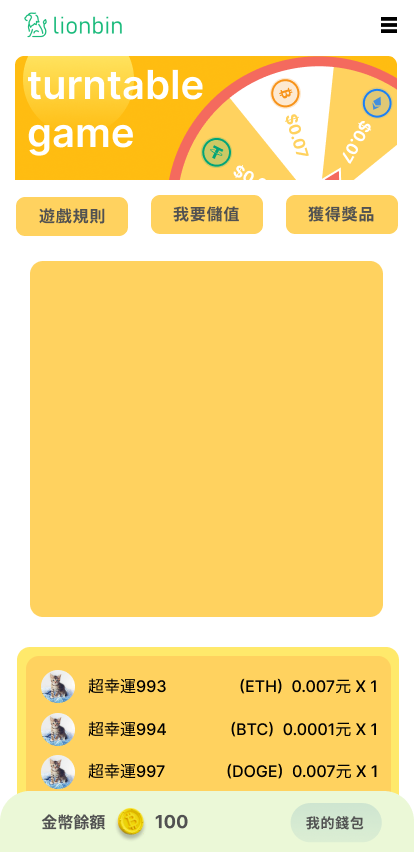 lionbin
turntable
game
$0.07
$0.07
遊戲規則
我要儲值
獲得獎品
超幸運993 (ETH) 0.007元 X 1
超幸運994 (BTC) 0.0001元 X 1
超幸運997 (DOGE) 0.007元 X 1
金幣餘額 100 我的錢包